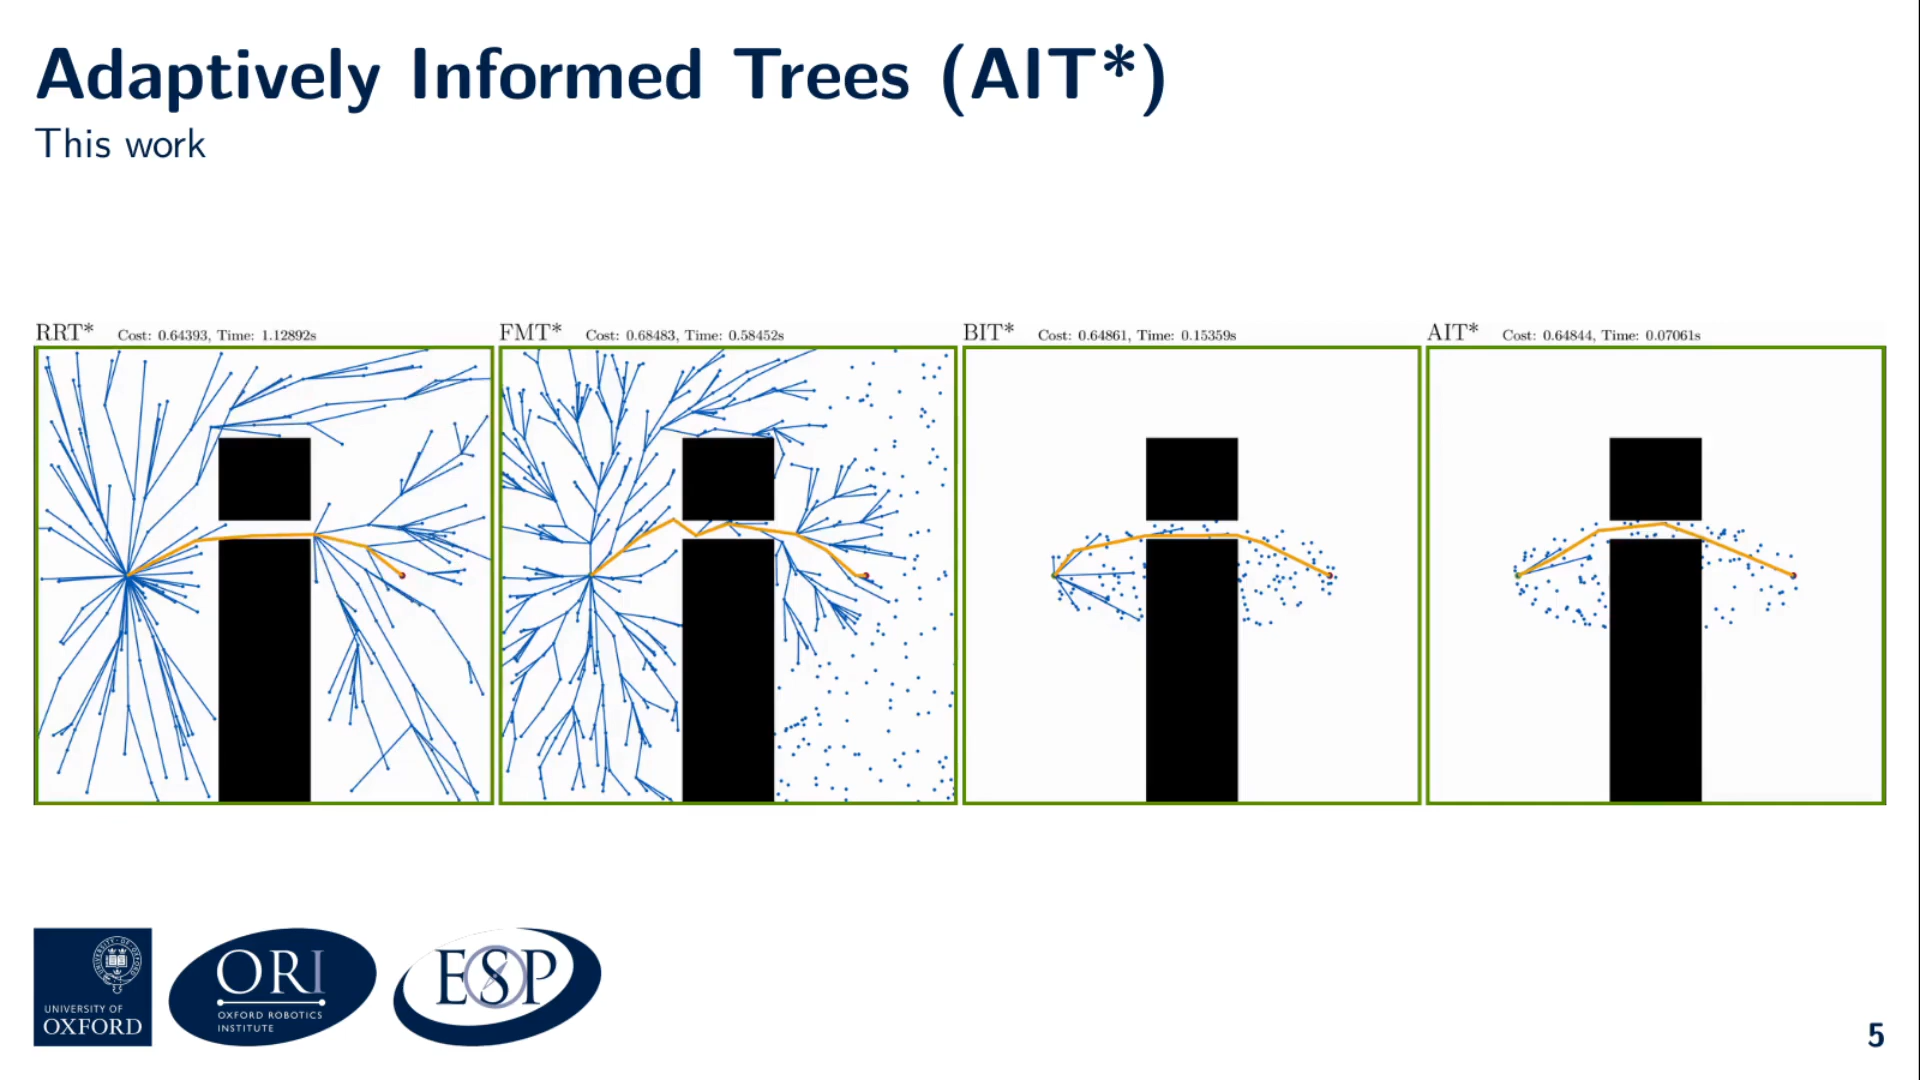 Adaptively Informed Trees (AIT*)
This work
RRT* Cost: 0.64393, Time: 1.12892s
FMT* Cost: 0.68483, Time: 0.58452s
BIT* Cost: 0.64861, Time: 0.15359s
AIT* Cost: 0.64844, Time: 0.07061s
UNIVERSITY OF
OXFORD
ORI
OXFORD ROBOTICS
INSTITUTE
ESP
5